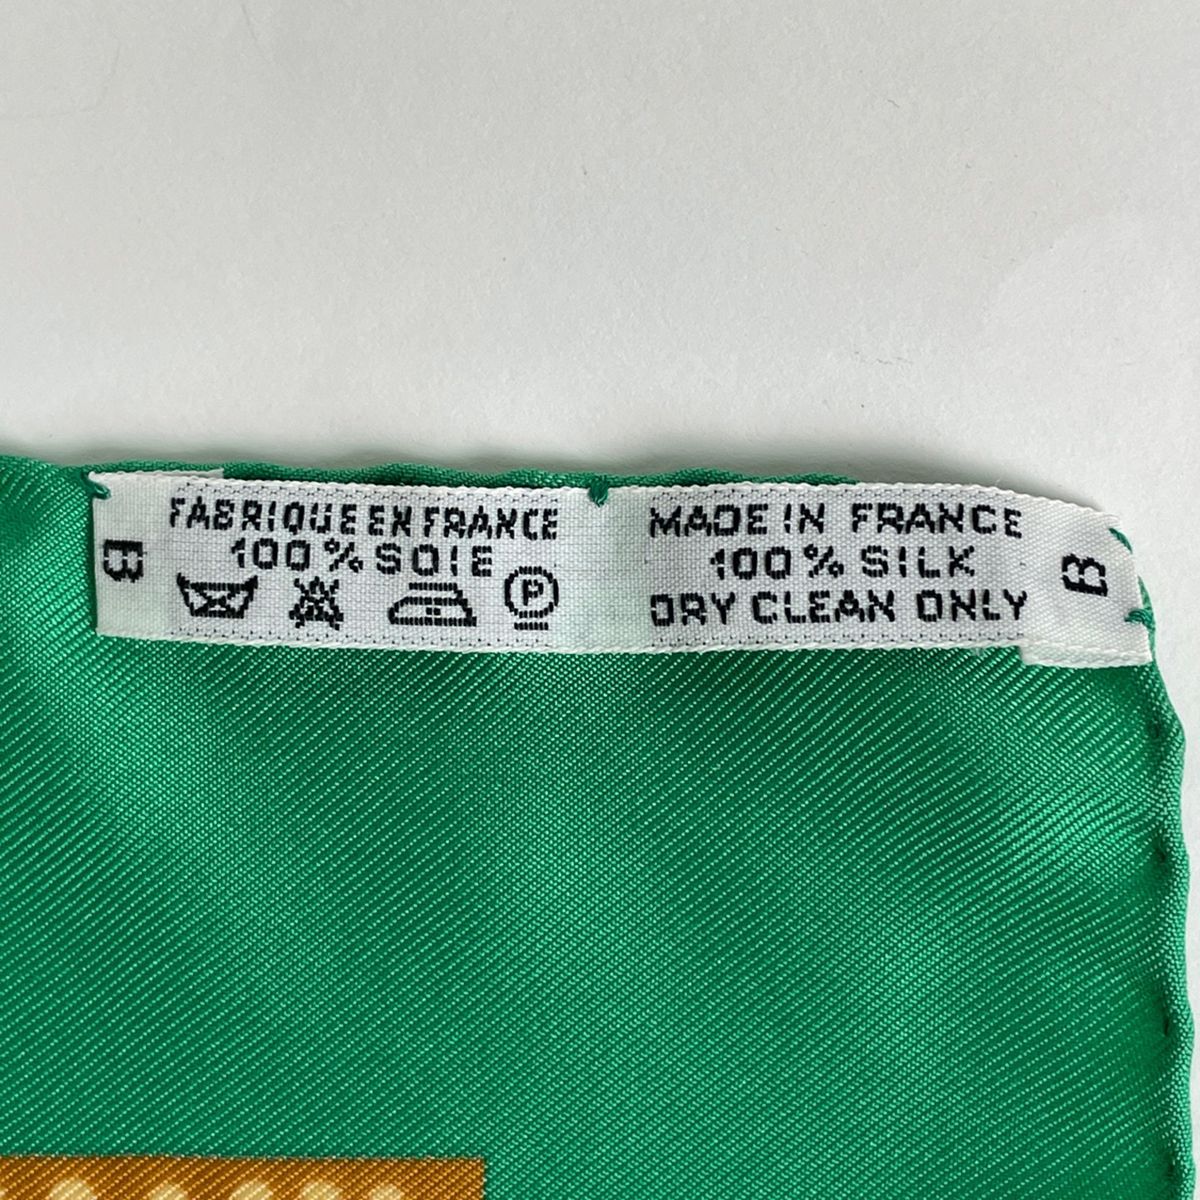 B
FABRIQUE EN FRANCE
100% SOIE
P
MADE IN FRANCE
100% SILK
DRY CLEAN ONLY
B